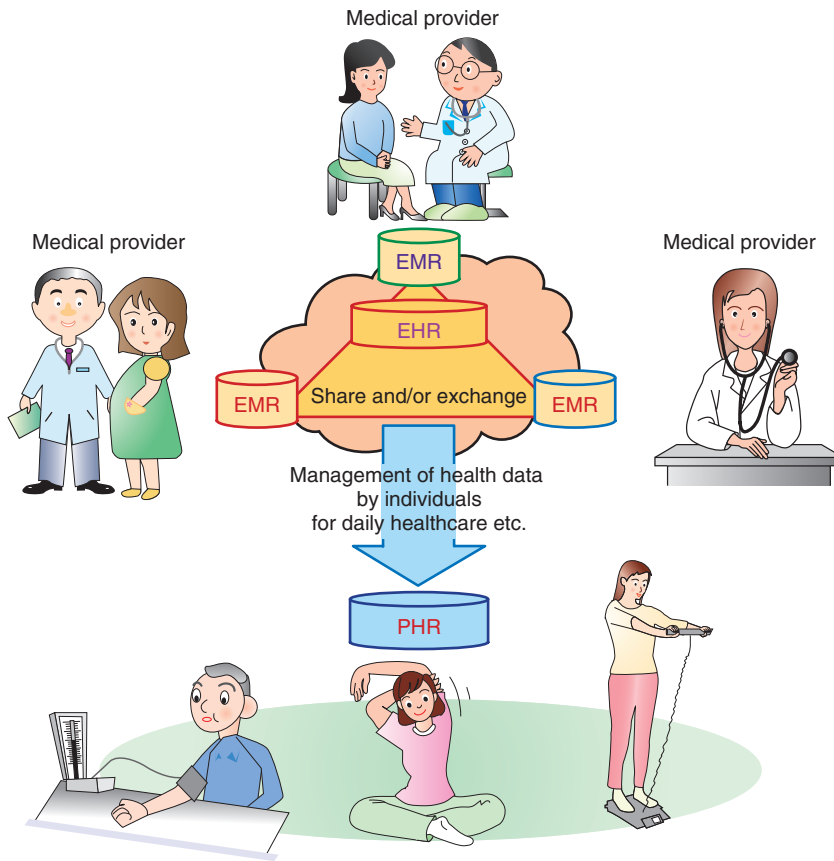 Medical provider
Medical provider
Medical provider
EMR
EHR
EMR
Share and/or exchange
EMR
Management of health data
by individuals
for daily healthcare etc.
PHR